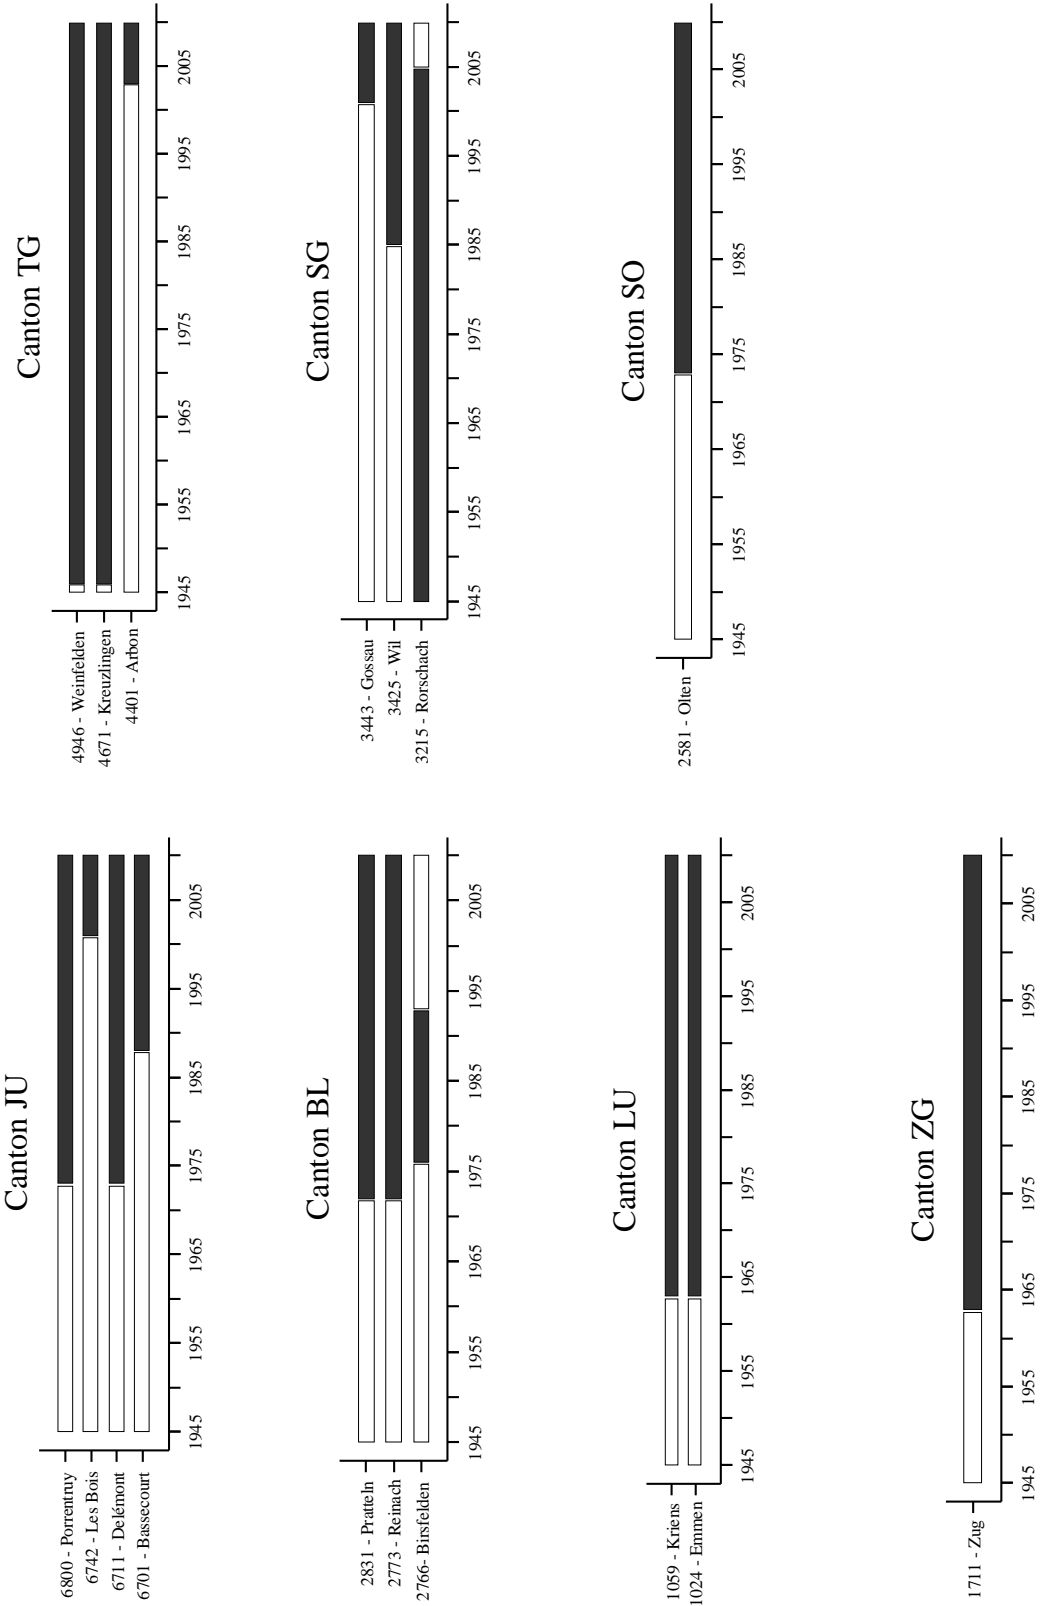 Canton JU
6800 - Porrentruy
6742 - Les Bois
6711 - Delémont
6701 - Bassecourt
1945 1955 1965 1975 1985 1995 2005
Canton TG
4946 - Weinfelden
4671 - Kreuzlingen
4401 - Arbon
1945 1955 1965 1975 1985 1995 2005
Canton BL
2831 - Pratteln
2773 - Reinach
2766- Birsfelden
1945 1955 1965 1975 1985 1995 2005
Canton SG
3443 - Gossau
3425 - Wil
3215 - Rorschach
1945 1955 1965 1975 1985 1995 2005
Canton LU
1059 - Kriens
1024 - Emmen
1945 1955 1965 1975 1985 1995 2005
Canton SO
2581 - Olten
1945 1955 1965 1975 1985 1995 2005
Canton ZG
1711 - Zug
1945 1955 1965 1975 1985 1995 2005